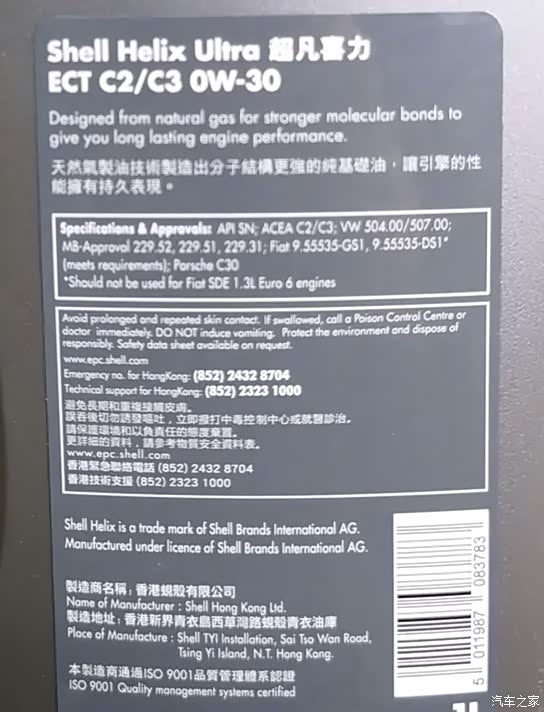 Shell Helix Ultra 超凡喜力
ECT C2/C3 0W-30
Designed from natural gas for stronger molecular bonds to
give you long lasting engine performance.
天然氣製油技術製造出分子結構更強的純基礎油，讓引擎的性
能擁有持久表現。
Specifications & Approvals: API SN; ACEA C2/C3; VW 504.00/507.00;
MB-Approval 229.52, 229.51, 229.31; Fiat 9.55535-GS1, 9.55535-DS1*
(meets requirements); Porsche C30
*Should not be used for Fiat SDE 1.3L Euro 6 engines
Avoid prolonged and repeated skin contact. If swallowed, call a Poison Control Centre or
doctor immediately. DO NOT induce vomiting. Protect the environment and dispose of
responsibly. Safety data sheet available on request.
www.epc.shell.com
Emergency no. for HongKong: (852) 2432 8704
Technical support for HongKong: (852) 2323 1000
避免長期和重複接觸皮膚。
誤吞後切勿誘發嘔吐，立即撥打中毒控制中心或就醫診治。
請保護環境和以負責任的態度棄置。
更詳細的資料，請參考物質安全資料表。
www.epc.shell.com
香港緊急聯絡電話 (852) 2432 8704
香港技術支援 (852) 2323 1000
Shell Helix is a trade mark of Shell Brands International AG.
Manufactured under licence of Shell Brands International AG.
製造商名稱：香港蜆殼有限公司
Name of Manufacturer : Shell Hong Kong Ltd.
製造地址：香港新界青衣島西草灣路蜆殼青衣油庫
Place of Manufacture : Shell TYI Installation, Sai Tso Wan Road,
Tsing Yi Island, N.T. Hong Kong.
本製造商通過ISO 9001品質管理體系認證
ISO 9001 Quality management systems certified
5 011987 083783
汽车之家